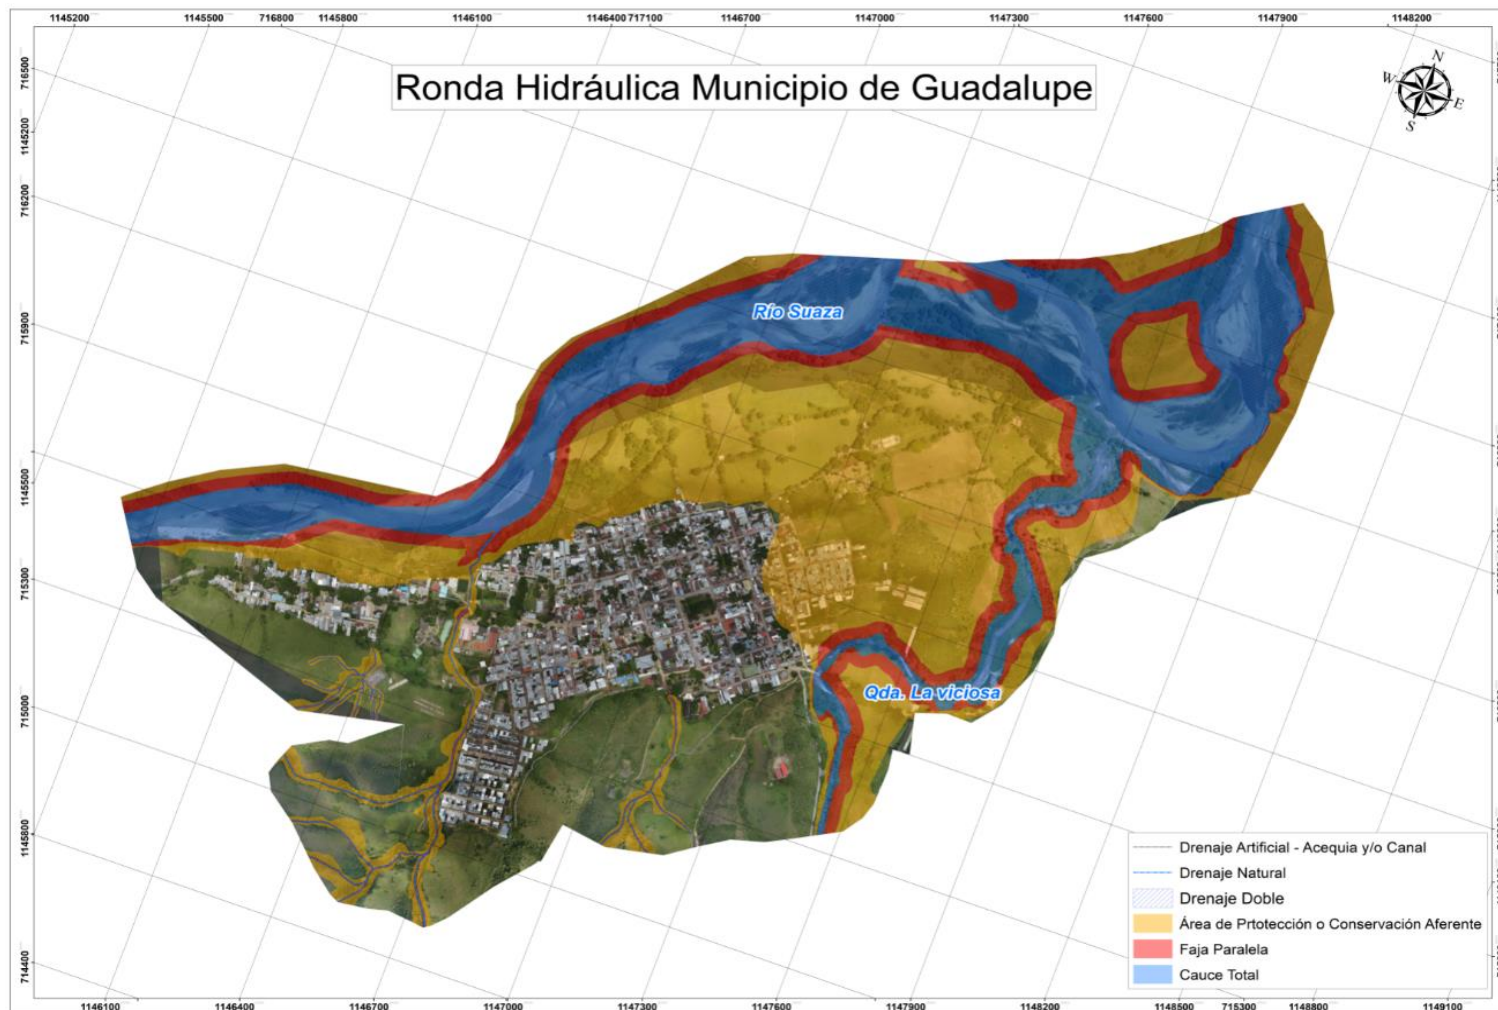 1145200 1145500 716800 1145800 1146100 1146400 717100 1146700 1147000 1147300 1147600 1147900 1148200
Ronda Hidráulica Municipio de Guadalupe
N
W
E
S
716500
1145200
716200
715900
1145500
715300
715000
1145800
714400
Río Suaza
Qda. La viciosa
Drenaje Artificial - Acequia y/o Canal
Drenaje Natural
Drenaje Doble
Área de Prtotección o Conservación Aferente
Faja Paralela
Cauce Total
1146100 1146400 1146700 1147000 1147300 1147600 1147900 1148200 1148500 715300 1148800 1149100